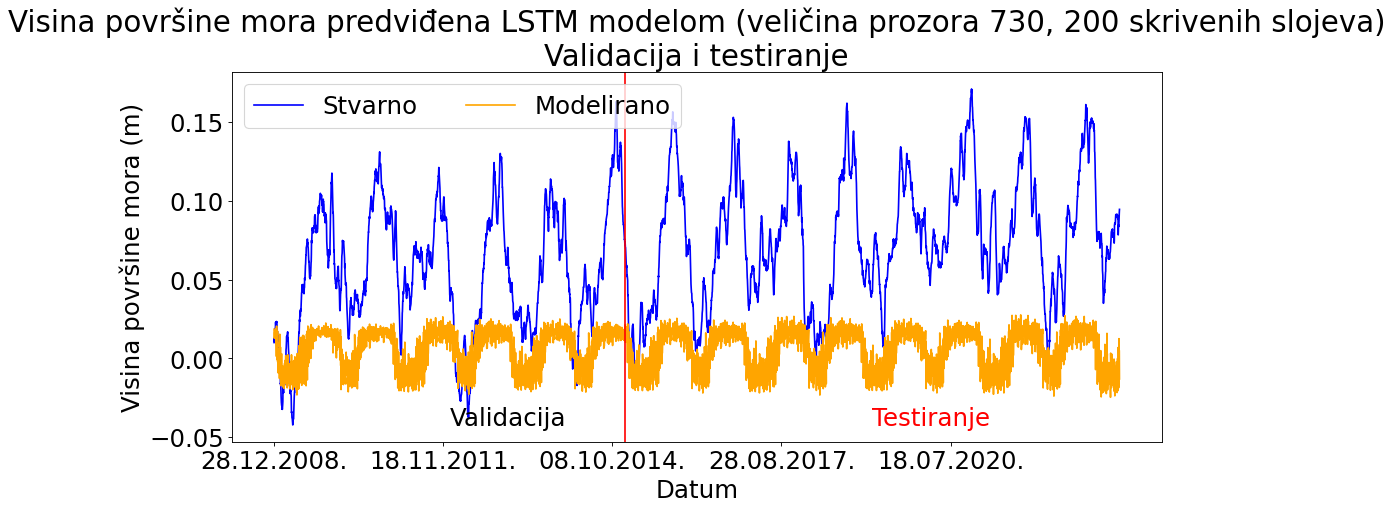 Visina površine mora predviđena LSTM modelom (veličina prozora 730, 200 skrivenih slojeva)
Validacija i testiranje
Stvarno
Modelirano
Visina površine mora (m)
0.15
0.10
0.05
0.00
−0.05
Validacija
Testiranje
28.12.2008.
18.11.2011.
08.10.2014.
28.08.2017.
18.07.2020.
Datum